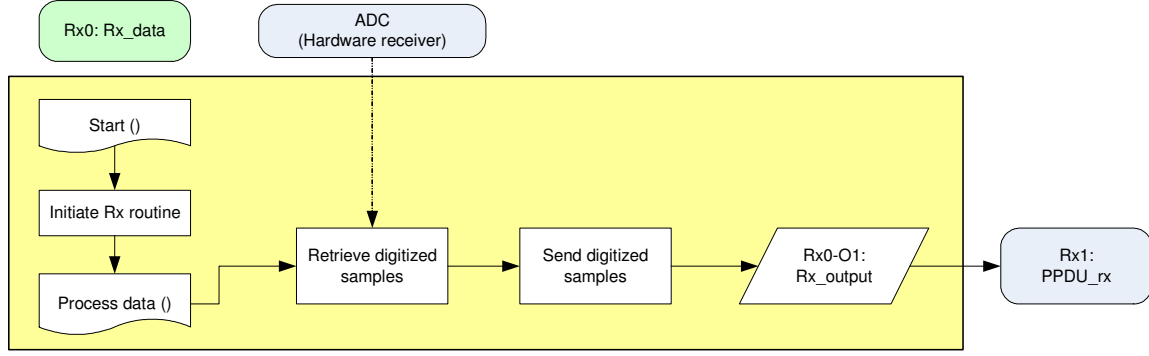 Rx0: Rx_data
ADC
(Hardware receiver)
Start ()
Initiate Rx routine
Process data ()
Retrieve digitized
samples
Send digitized
samples
Rx0-O1:
Rx_output
Rx1:
PPDU_rx